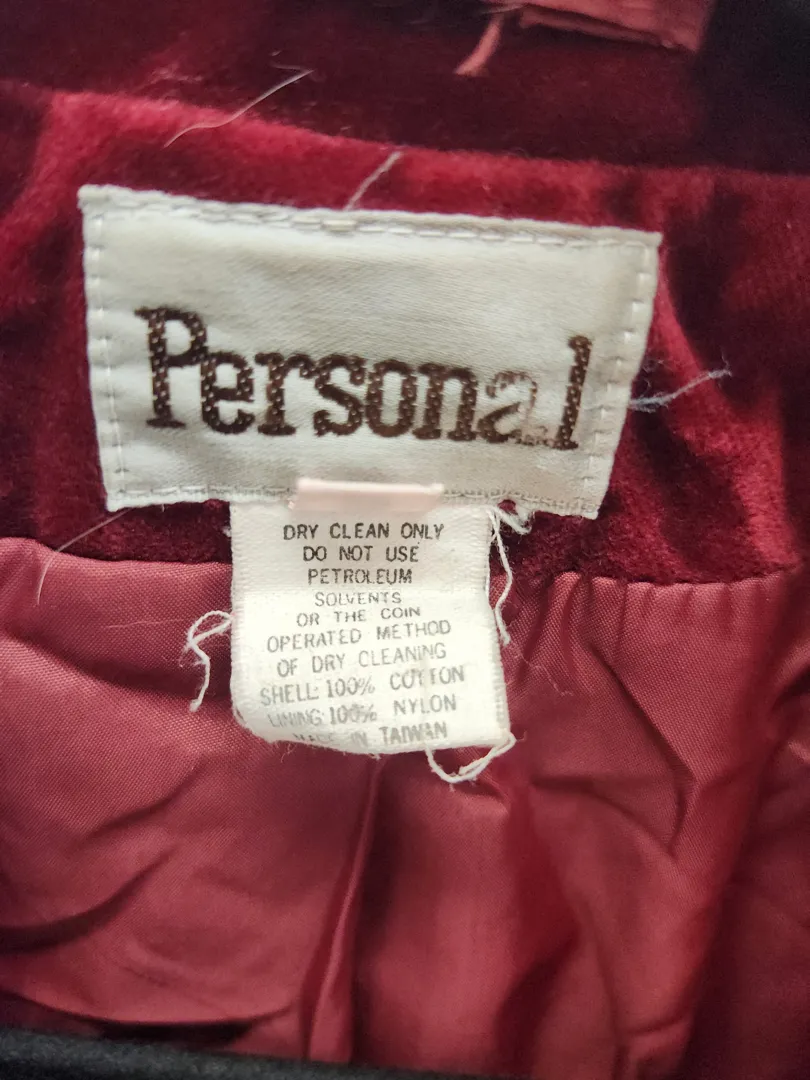 Personal
DRY CLEAN ONLY
DO NOT USE
PETROLEUM
SOLVENTS
OR THE COIN
OPERATED METHOD
OF DRY CLEANING
SHELL: 100% COTTON
LINING: 100% NYLON
MADE IN TAIWAN